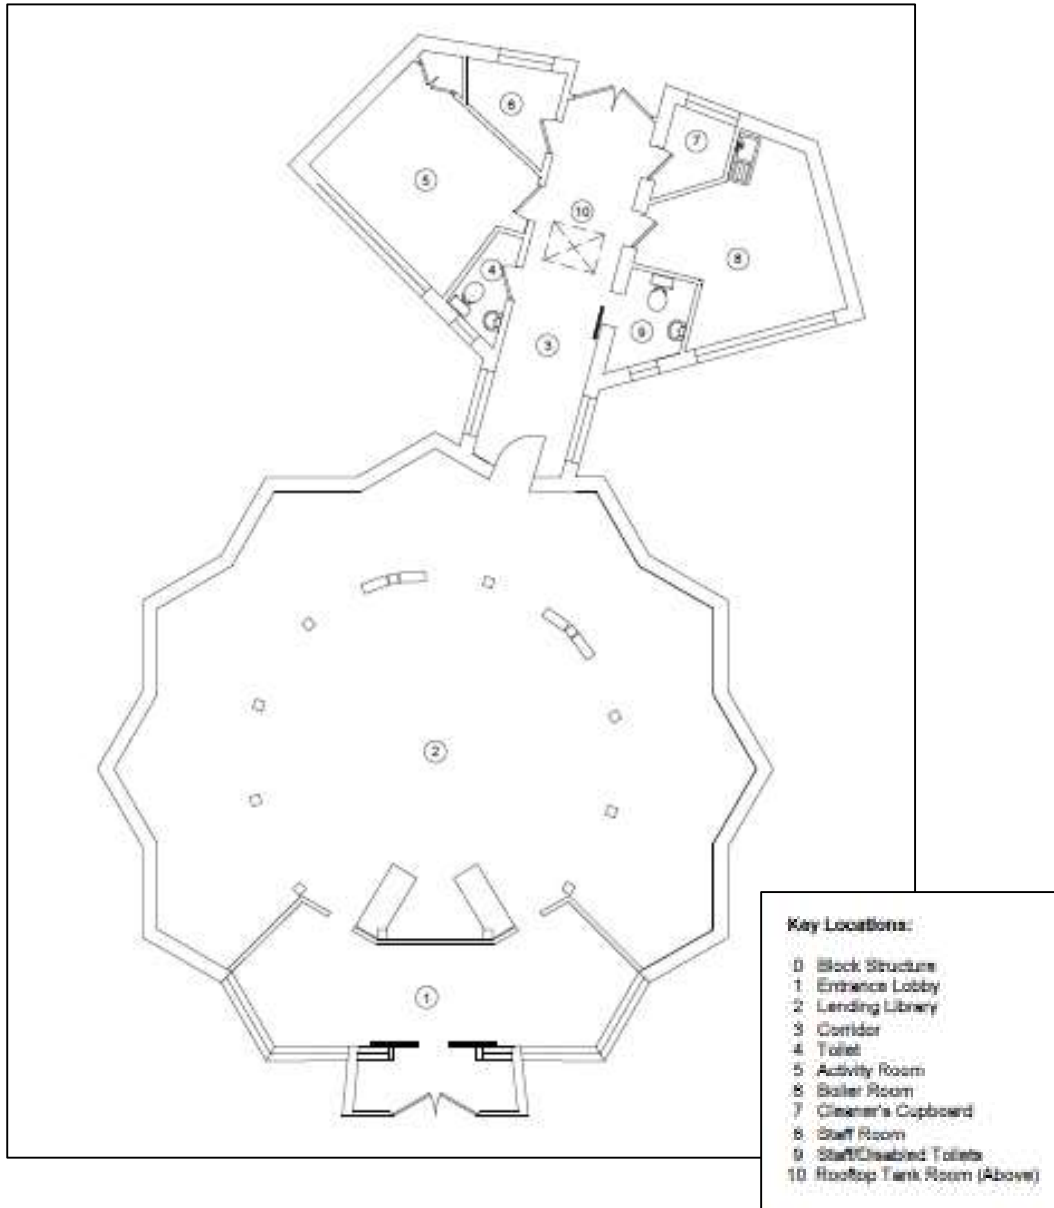 6
7
5
10
8
4
9
3
2
1
Key Locations:
0 Block Structure
1 Entrance Lobby
2 Lending Library
3 Corridor
4 Toilet
5 Activity Room
6 Boiler Room
7 Cleaner's Cupboard
8 Staff Room
9 Staff/Disabled Toilets
10 Rooftop Tank Room (Above)